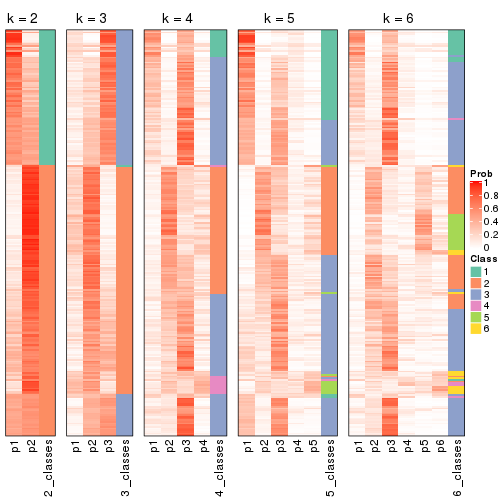 k = 2
k = 3
k = 4
k = 5
k = 6
Prob
1
0.8
0.6
0.4
0.2
0
Class
1
2
3
4
5
6
p1
p2
2_classes
p1
p2
p3
3_classes
p1
p2
p3
p4
4_classes
p1
p2
p3
p4
p5
5_classes
p1
p2
p3
p4
p5
p6
6_classes